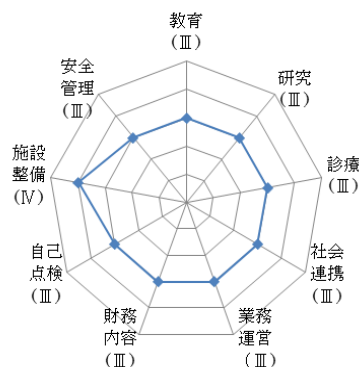 教育
(Ⅲ)
研究
(Ⅲ)
診療
(Ⅲ)
社会
連携
(Ⅲ)
業務
運営
(Ⅲ)
財務
内容
(Ⅲ)
自己
点検
(Ⅲ)
施設
整備
(Ⅳ)
安全
管理
(Ⅲ)